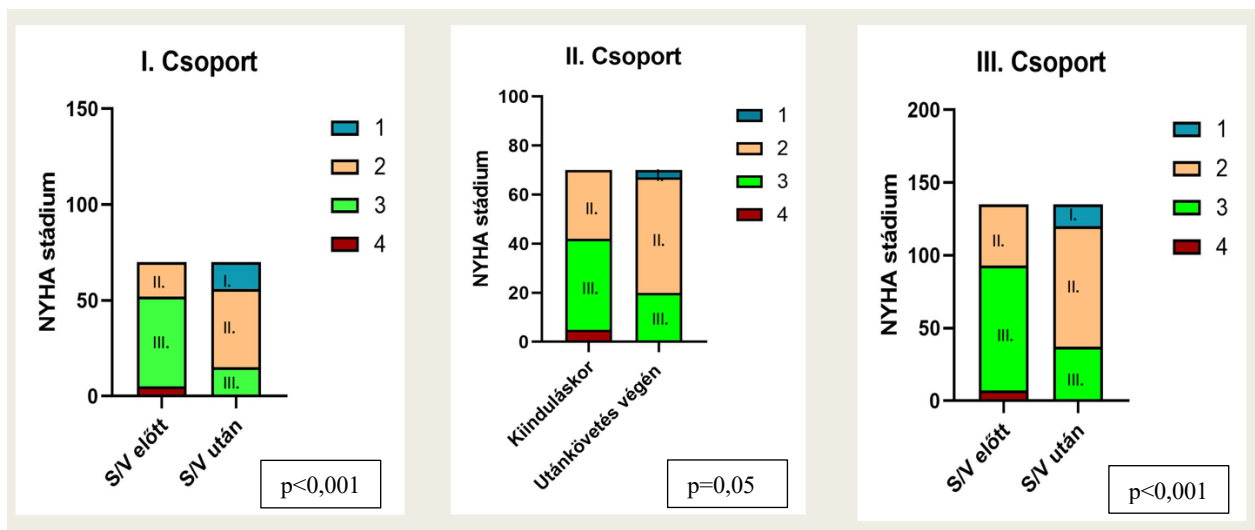 I. Csoport
NYHA stádium
150
100
50
0
II.
III.
I.
II.
III.
S/V előtt
S/V után
1
2
3
4
p<0,001
II. Csoport
NYHA stádium
100
80
60
40
20
0
II.
III.
I.
II.
III.
Kiinduláskor
Utánkövetés végén
1
2
3
4
p=0,05
III. Csoport
NYHA stádium
200
150
100
50
0
II.
III.
I.
II.
III.
S/V előtt
S/V után
1
2
3
4
p<0,001